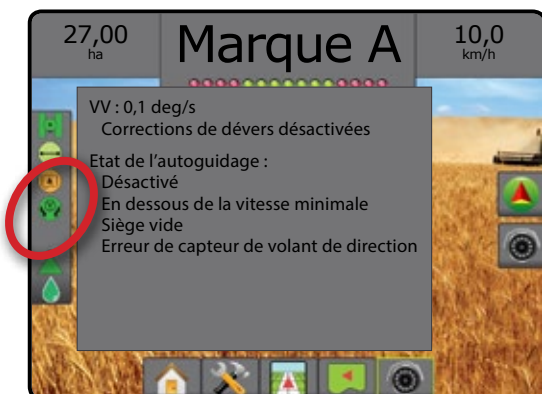 27,00
ha
Marque A
10,0
km/h
VV : 0,1 deg/s
Corrections de dévers désactivées
Etat de l'autoguidage :
Désactivé
En dessous de la vitesse minimale
Siège vide
Erreur de capteur de volant de direction